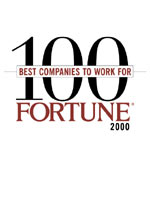 100
BEST COMPANIES TO WORK FOR
FORTUNE®
2000